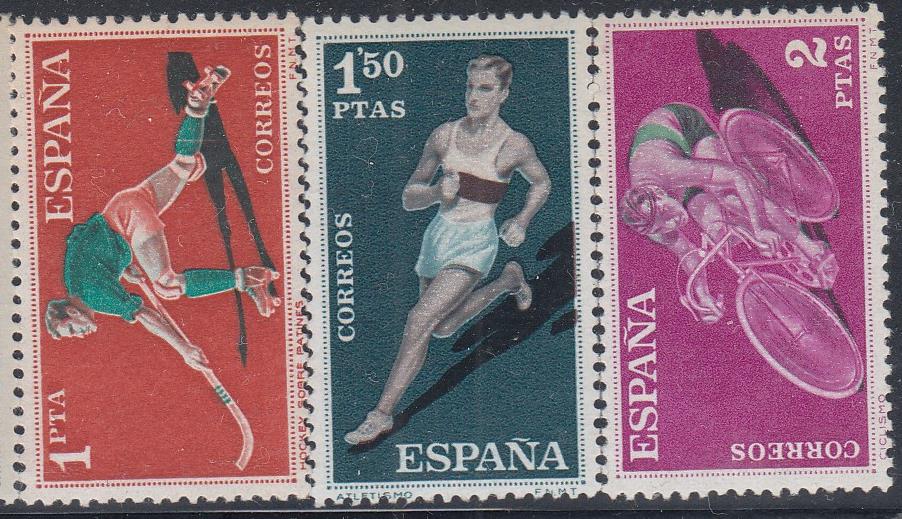 1 PTA
ESPAÑA
CORREOS
HOCKEY SOBRE PATINES
F.N.M.T
1'50
PTAS
CORREOS
ESPAÑA
ATLETISMO
F.N.M.T
2
PTAS
ESPAÑA
CORREOS
CICLISMO
F.N.M.T